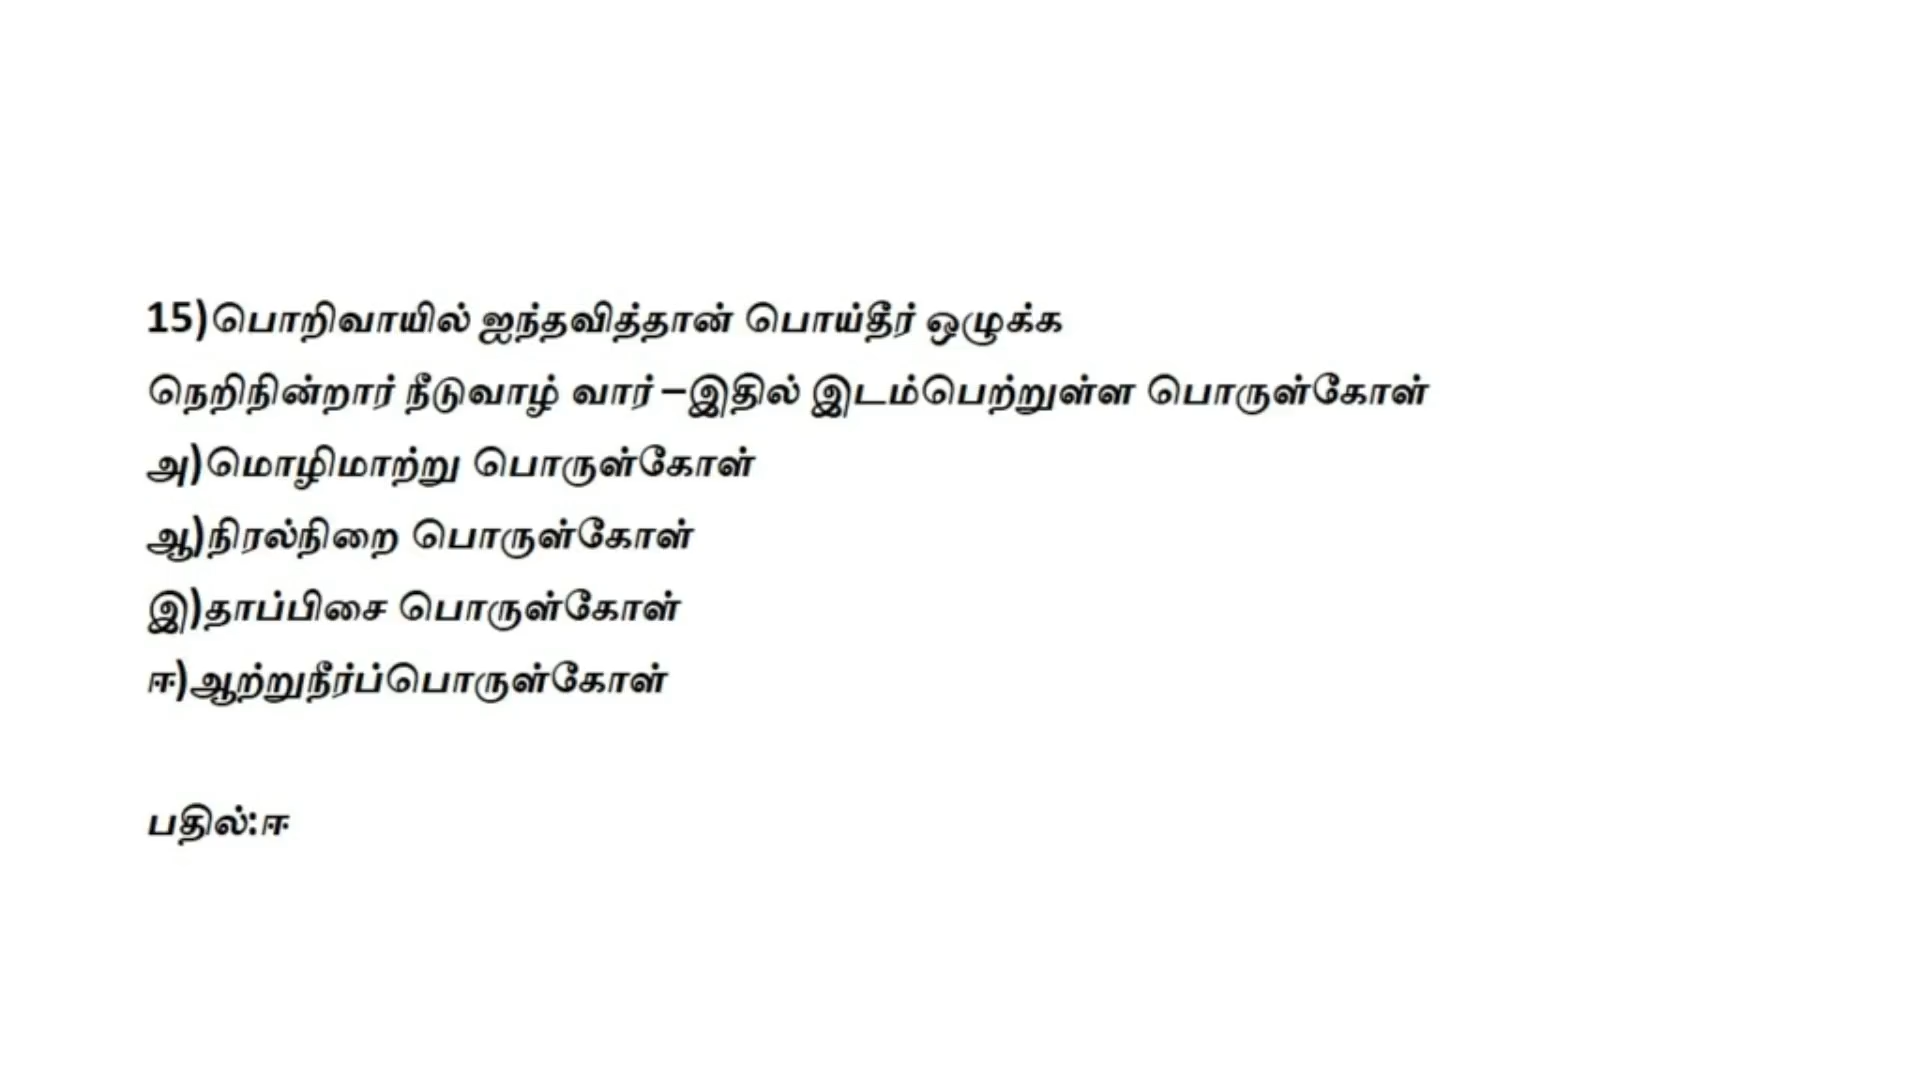 15)பொறிவாயில் ஐந்தவித்தான் பொய்தீர் ஒழுக்க
நெறிநின்றார் நீடுவாழ் வார் –இதில் இடம்பெற்றுள்ள பொருள்கோள்
அ)மொழிமாற்று பொருள்கோள்
ஆ)நிரல்நிறை பொருள்கோள்
இ)தாப்பிசை பொருள்கோள்
ஈ)ஆற்றுநீர்ப்பொருள்கோள்
பதில்:ஈ